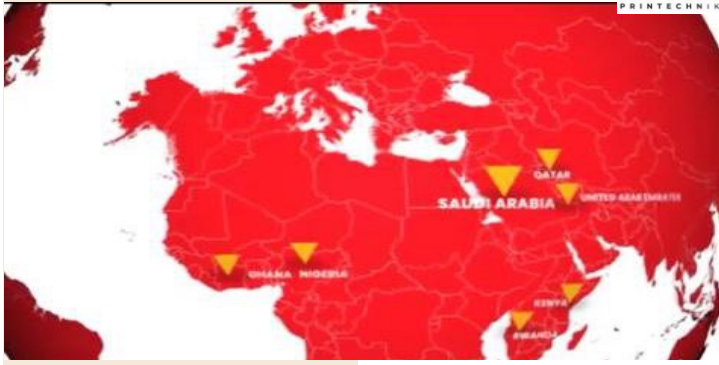 PRINTECHNIK
QATAR
SAUDI ARABIA
UNITED ARAB EMIRATES
GHANA NIGERIA
KENYA
RWANDA